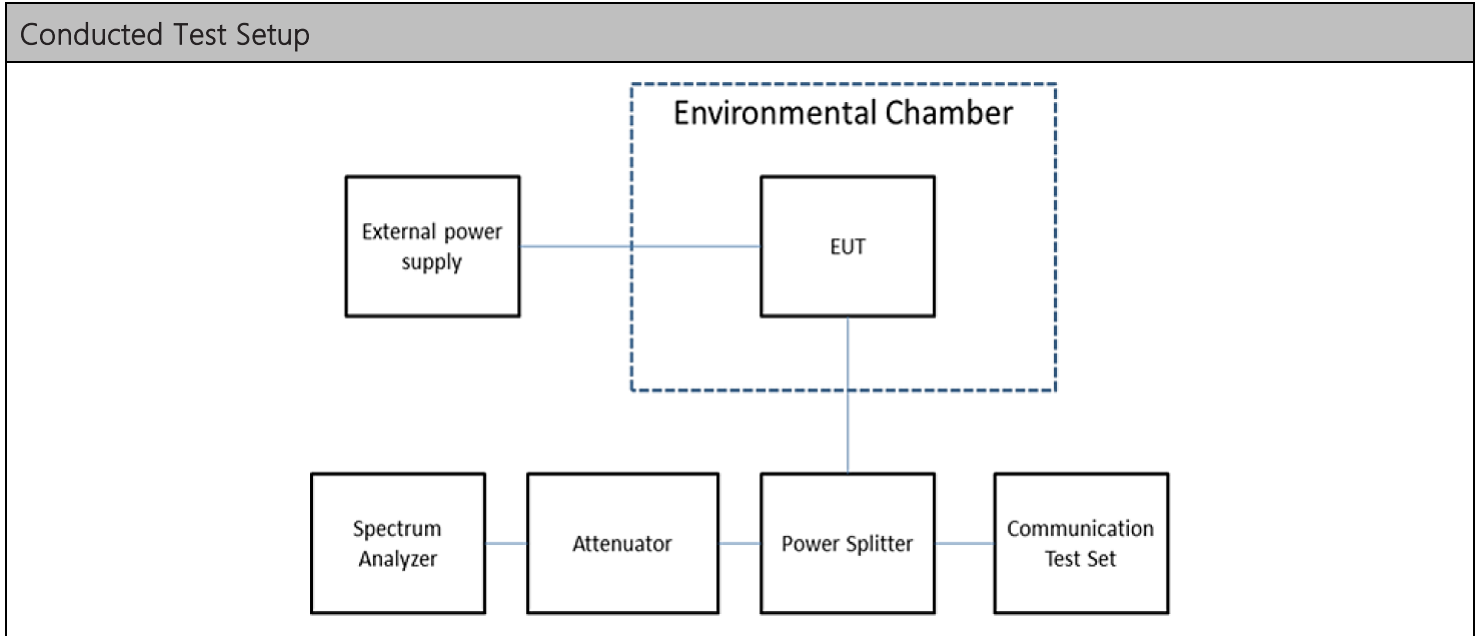 Conducted Test Setup
Environmental Chamber
External power
supply
EUT
Spectrum
Analyzer
Attenuator
Power Splitter
Communication
Test Set